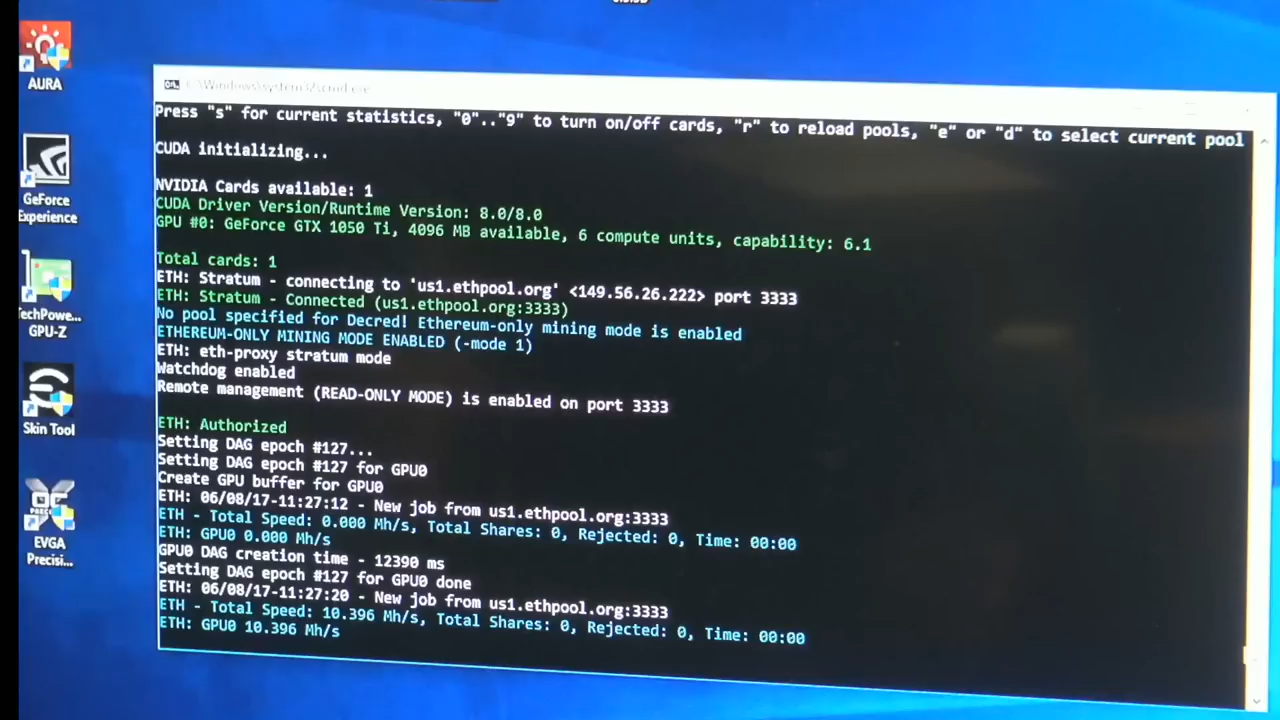 AURA
GeForce
Experience
TechPowe...
GPU-Z
Skin Tool
EVGA
Precisi...
C:\Windows\system32\cmd.exe
Press "s" for current statistics, "0".."9" to turn on/off cards, "r" to reload pools, "e" or "d" to select current pool
CUDA initializing...
NVIDIA Cards available: 1
CUDA Driver Version/Runtime Version: 8.0/8.0
GPU #0: GeForce GTX 1050 Ti, 4096 MB available, 6 compute units, capability: 6.1
Total cards: 1
ETH: Stratum - connecting to 'us1.ethpool.org' <149.56.26.222> port 3333
ETH: Stratum - Connected (us1.ethpool.org:3333)
No pool specified for Decred! Ethereum-only mining mode is enabled
ETHEREUM-ONLY MINING MODE ENABLED (-mode 1)
ETH: eth-proxy stratum mode
Watchdog enabled
Remote management (READ-ONLY MODE) is enabled on port 3333
ETH: Authorized
Setting DAG epoch #127...
Setting DAG epoch #127 for GPU0
Create GPU buffer for GPU0
ETH: 06/08/17-11:27:12 - New job from us1.ethpool.org:3333
ETH - Total Speed: 0.000 Mh/s, Total Shares: 0, Rejected: 0, Time: 00:00
ETH: GPU0 0.000 Mh/s
GPU0 DAG creation time - 12390 ms
Setting DAG epoch #127 for GPU0 done
ETH: 06/08/17-11:27:20 - New job from us1.ethpool.org:3333
ETH - Total Speed: 10.396 Mh/s, Total Shares: 0, Rejected: 0, Time: 00:00
ETH: GPU0 10.396 Mh/s